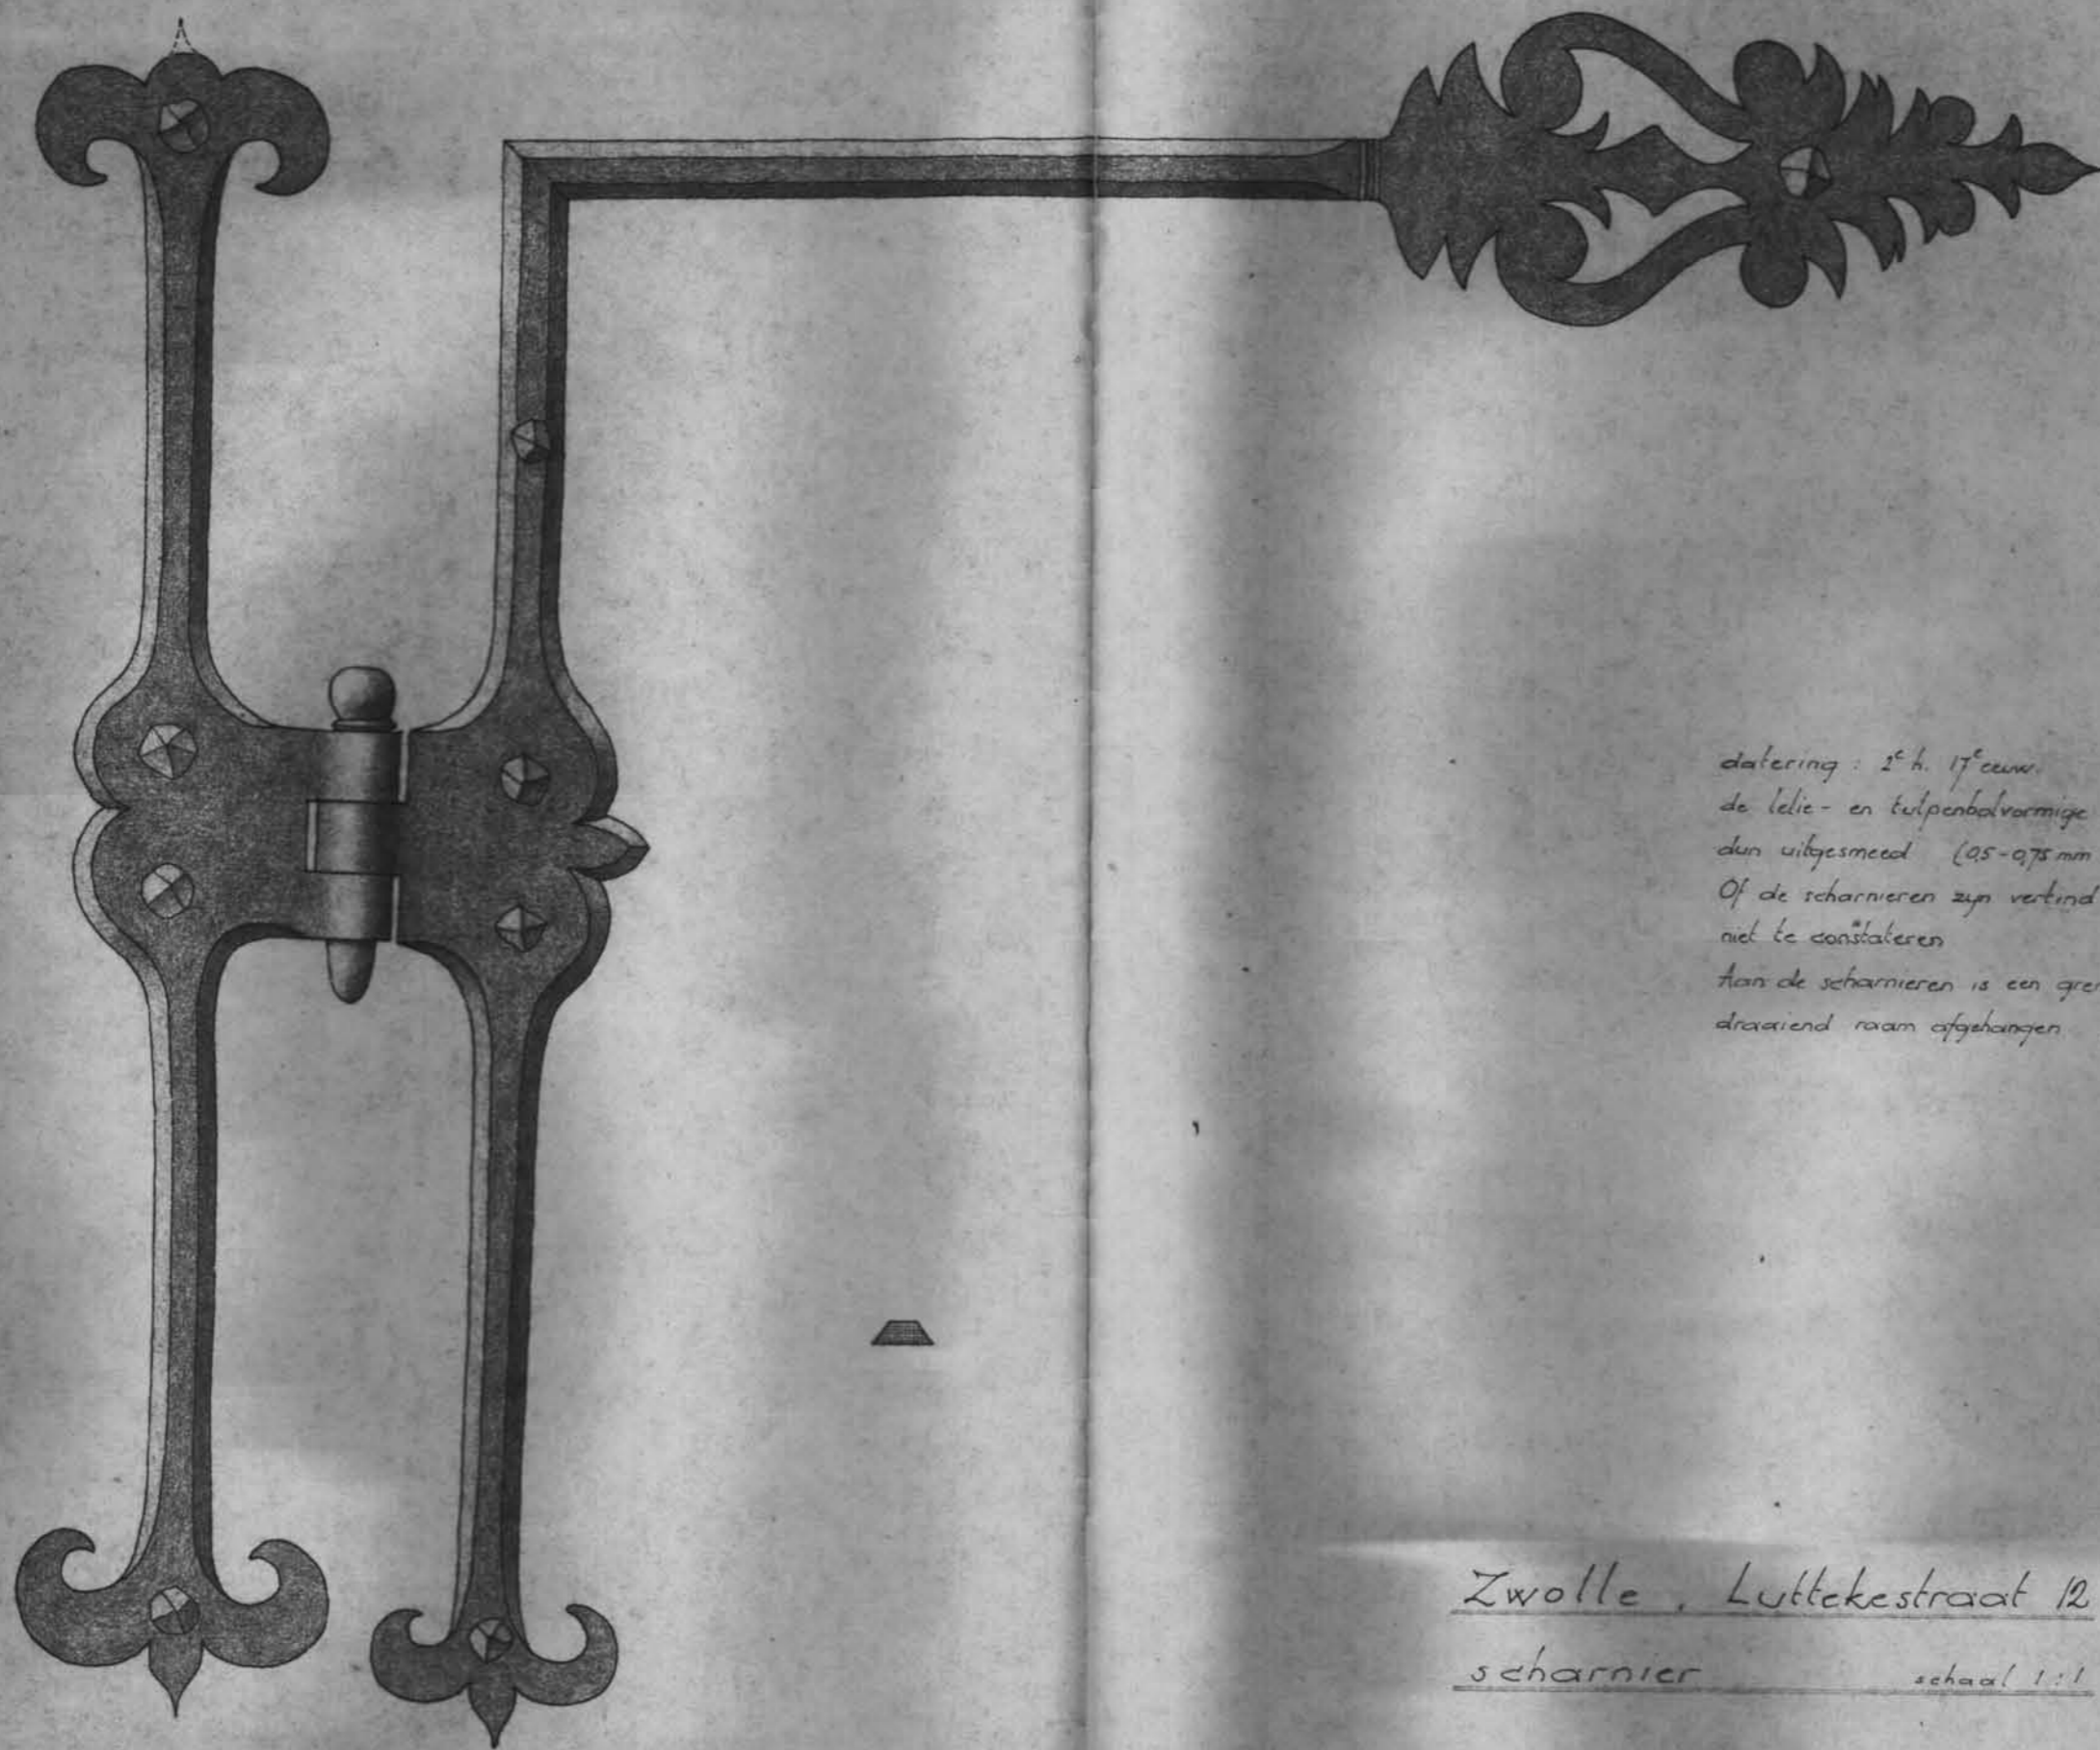 datering : 2e h. 17e eeuw.
de lelie- en tulpenbolvormige
dun uitgesmeed (0,5-0,75 mm
Of de scharnieren zijn vertind
niet te constateren
Aan de scharnieren is een
draaiend raam afgehangen
Zwolle . Luttekestraat 12
scharnier schaal 1:1